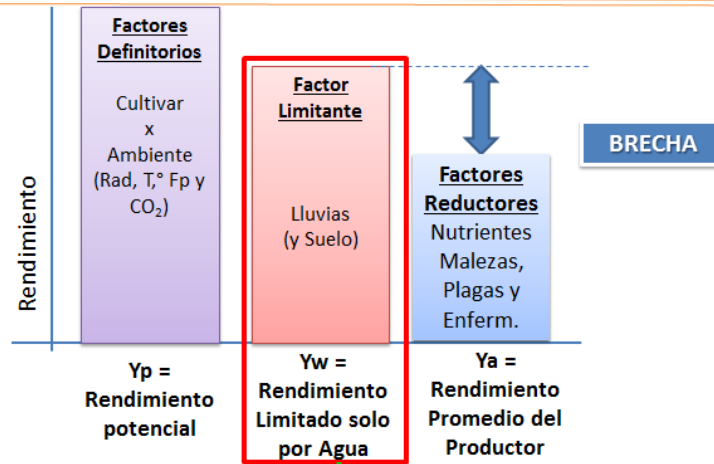 Factores
Definitorios
Cultivar
x
Ambiente
(Rad, T,° Fp y
CO₂)
Factor
Limitante
Lluvias
(y Suelo)
BRECHA
Factores
Reductores
Nutrientes
Malezas,
Plagas y
Enferm.
Rendimiento
Yp =
Rendimiento
potencial
Yw =
Rendimiento
Limitado solo
por Agua
Ya =
Rendimiento
Promedio del
Productor